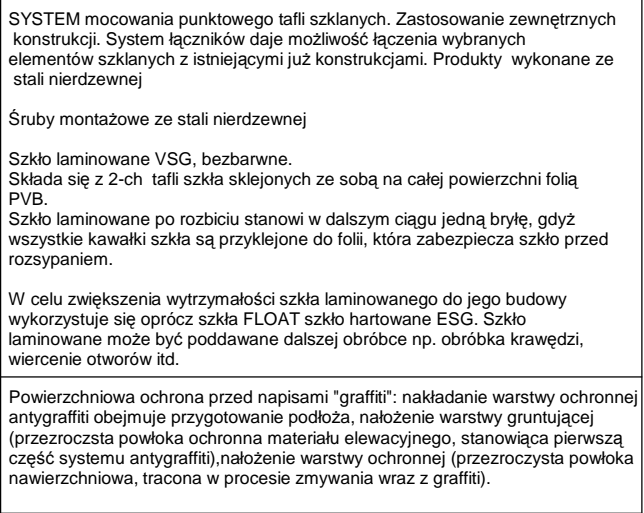 SYSTEM mocowania punktowego tafli szklanych. Zastosowanie zewnętrznych
konstrukcji. System łączników daje możliwość łączenia wybranych
elementów szklanych z istniejącymi już konstrukcjami. Produkty wykonane ze
stali nierdzewnej
Śruby montażowe ze stali nierdzewnej
Szkło laminowane VSG, bezbarwne.
Składa się z 2-ch tafli szkła sklejonych ze sobą na całej powierzchni folią
PVB.
Szkło laminowane po rozbiciu stanowi w dalszym ciągu jedną bryłę, gdyż
wszystkie kawałki szkła są przyklejone do folii, która zabezpiecza szkło przed
rozsypaniem.
W celu zwiększenia wytrzymałości szkła laminowanego do jego budowy
wykorzystuje się oprócz szkła FLOAT szkło hartowane ESG. Szkło
laminowane może być poddawane dalszej obróbce np. obróbka krawędzi,
wiercenie otworów itd.
Powierzchniowa ochrona przed napisami "graffiti": nakładanie warstwy ochronnej
antygraffiti obejmuje przygotowanie podłoża, nałożenie warstwy gruntującej
(przezroczsta powłoka ochronna materiału elewacyjnego, stanowiąca pierwszą
część systemu antygraffiti),nałożenie warstwy ochronnej (przezroczysta powłoka
nawierzchniowa, tracona w procesie zmywania wraz z graffiti).